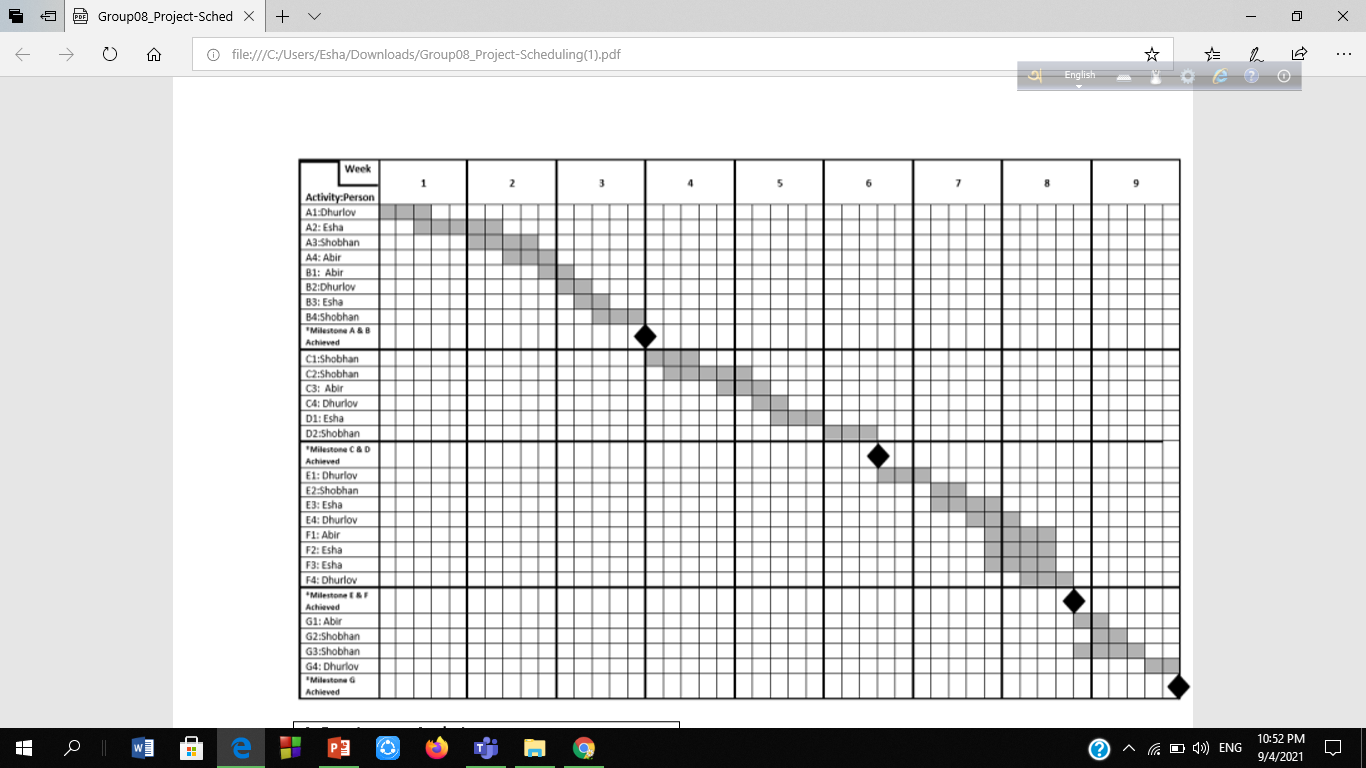 Group08_Project-Sched
file:///C:/Users/Esha/Downloads/Group08_Project-Scheduling(1).pdf
English
Week
Activity:Person
1 2 3 4 5 6 7 8 9
A1:Dhurlov
A2: Esha
A3:Shobhan
A4: Abir
B1: Abir
B2:Dhurlov
B3: Esha
B4:Shobhan
*Milestone A & B
Achieved
C1:Shobhan
C2:Shobhan
C3: Abir
C4: Dhurlov
D1: Esha
D2:Shobhan
*Milestone C & D
Achieved
E1: Dhurlov
E2:Shobhan
E3: Esha
E4: Dhurlov
F1: Abir
F2: Esha
F3: Esha
F4: Dhurlov
*Milestone E & F
Achieved
G1: Abir
G2:Shobhan
G3:Shobhan
G4: Dhurlov
*Milestone G
Achieved
ENG
10:52 PM
9/4/2021